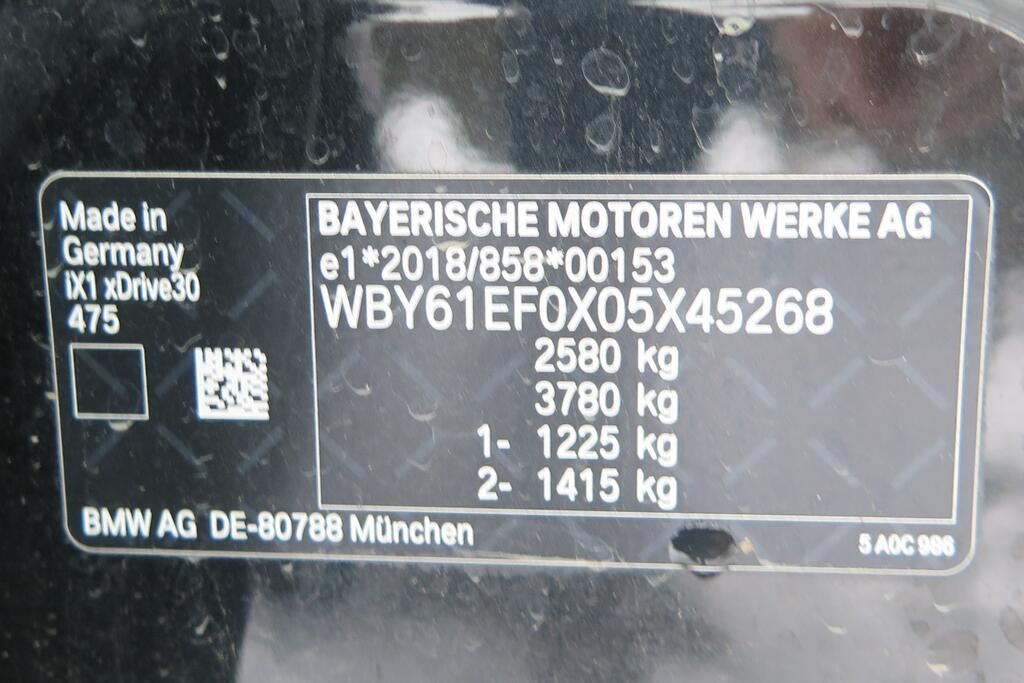 Made in
Germany
iX1 xDrive30
475
BAYERISCHE MOTOREN WERKE AG
e1*2018/858*00153
WBY61EF0X05X45268
2580 kg
3780 kg
1- 1225 kg
2- 1415 kg
BMW AG DE-80788 München
5 A0C 986